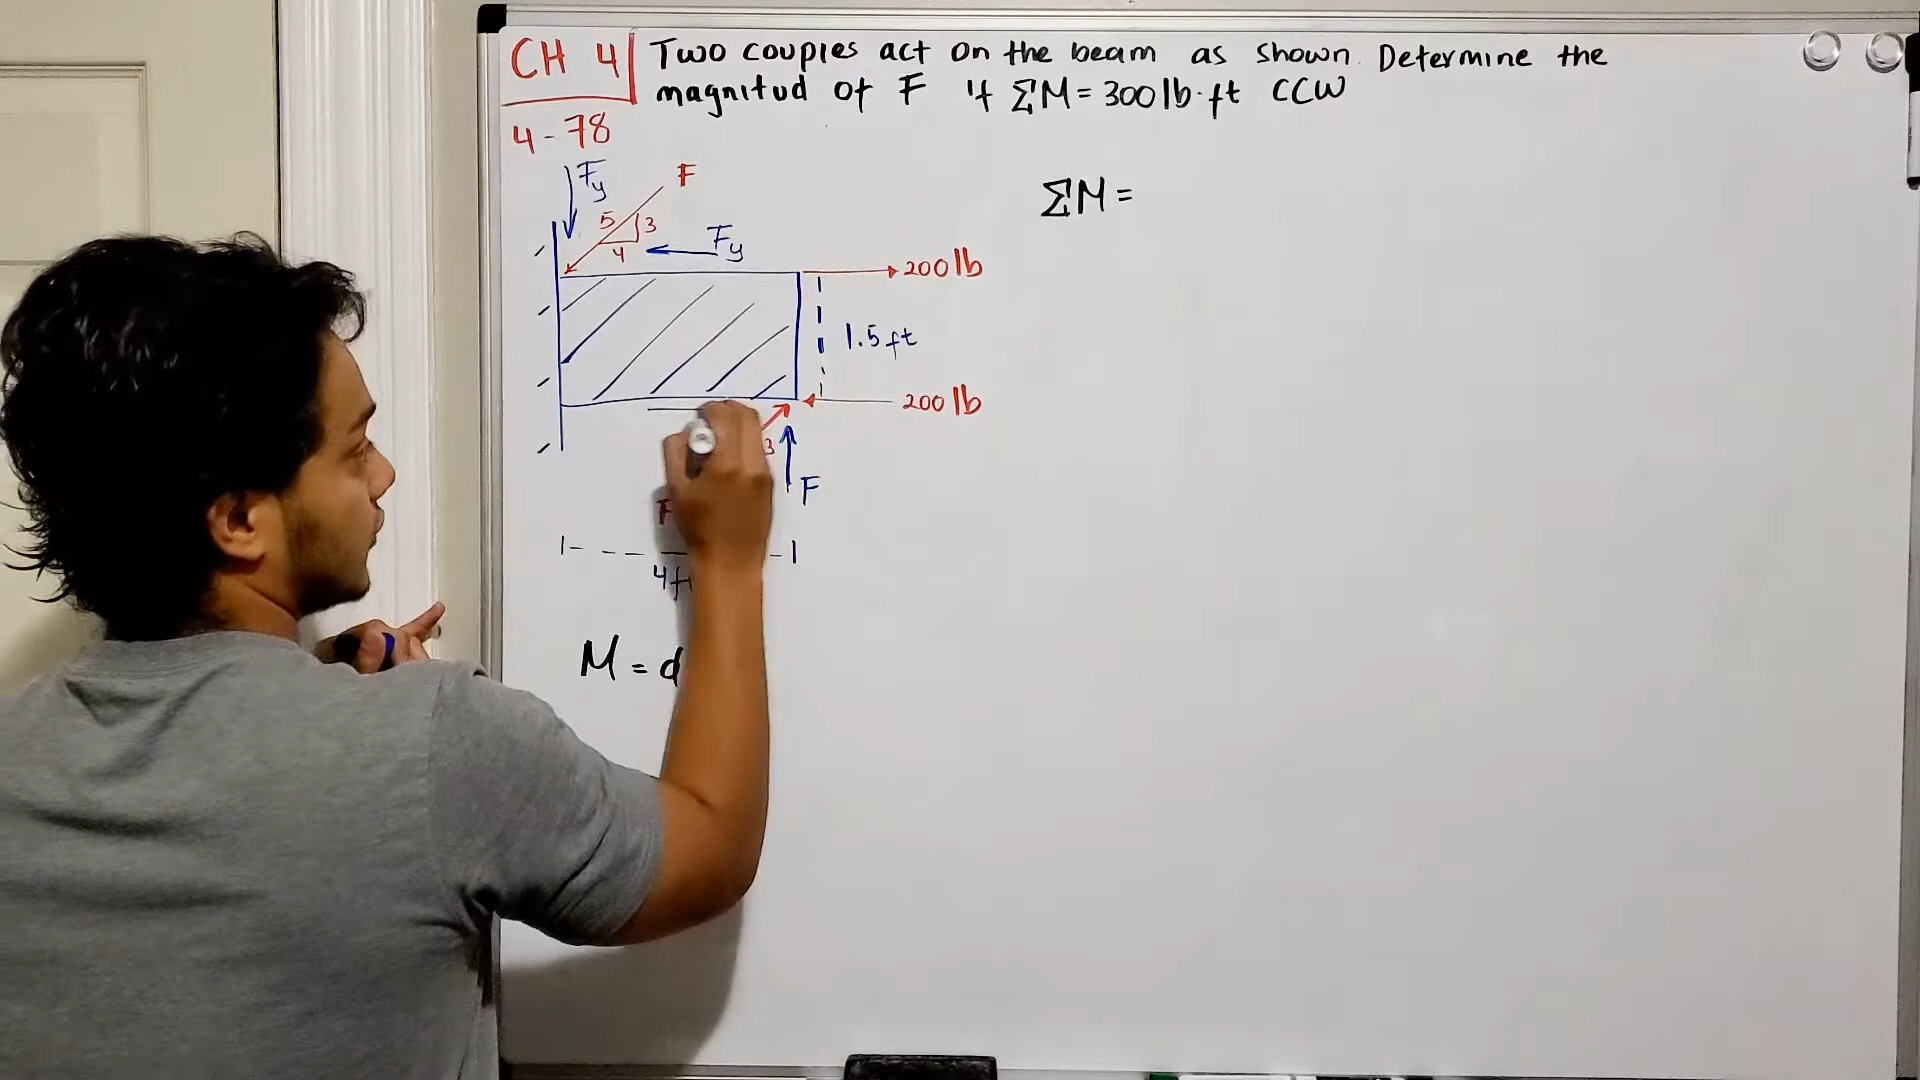 CH 4
Two couples act on the beam as shown. Determine the
magnitud of F if ΣM = 300 lb·ft CCW
4-78
Fy
F
5
3
4
Fy
200 lb
1.5 ft
200 lb
3
F
F
ΣM =
M = d